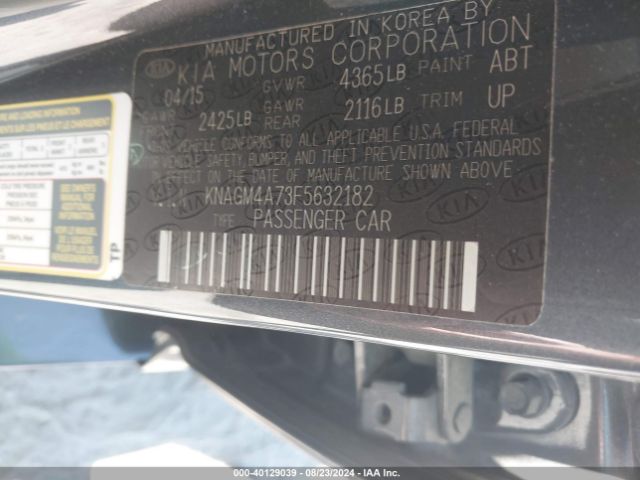 MANUFACTURED IN KOREA BY
KIA KIA MOTORS CORPORATION
04/15 GVWR 4365LB PAINT ABT
GAWR 2425LB GAWR REAR 2116LB TRIM UP
VEHICLE CONFORMS TO ALL APPLICABLE U.S.A. FEDERAL
VEHICLE SAFETY, BUMPER, AND THEFT PREVENTION STANDARDS
IN EFFECT ON THE DATE OF MANUFACTURE SHOWN ABOVE
KNAGM4A73F5632182
TYPE PASSENGER CAR
TP
000-40129039 / 08/23/2024 / IAA Inc.